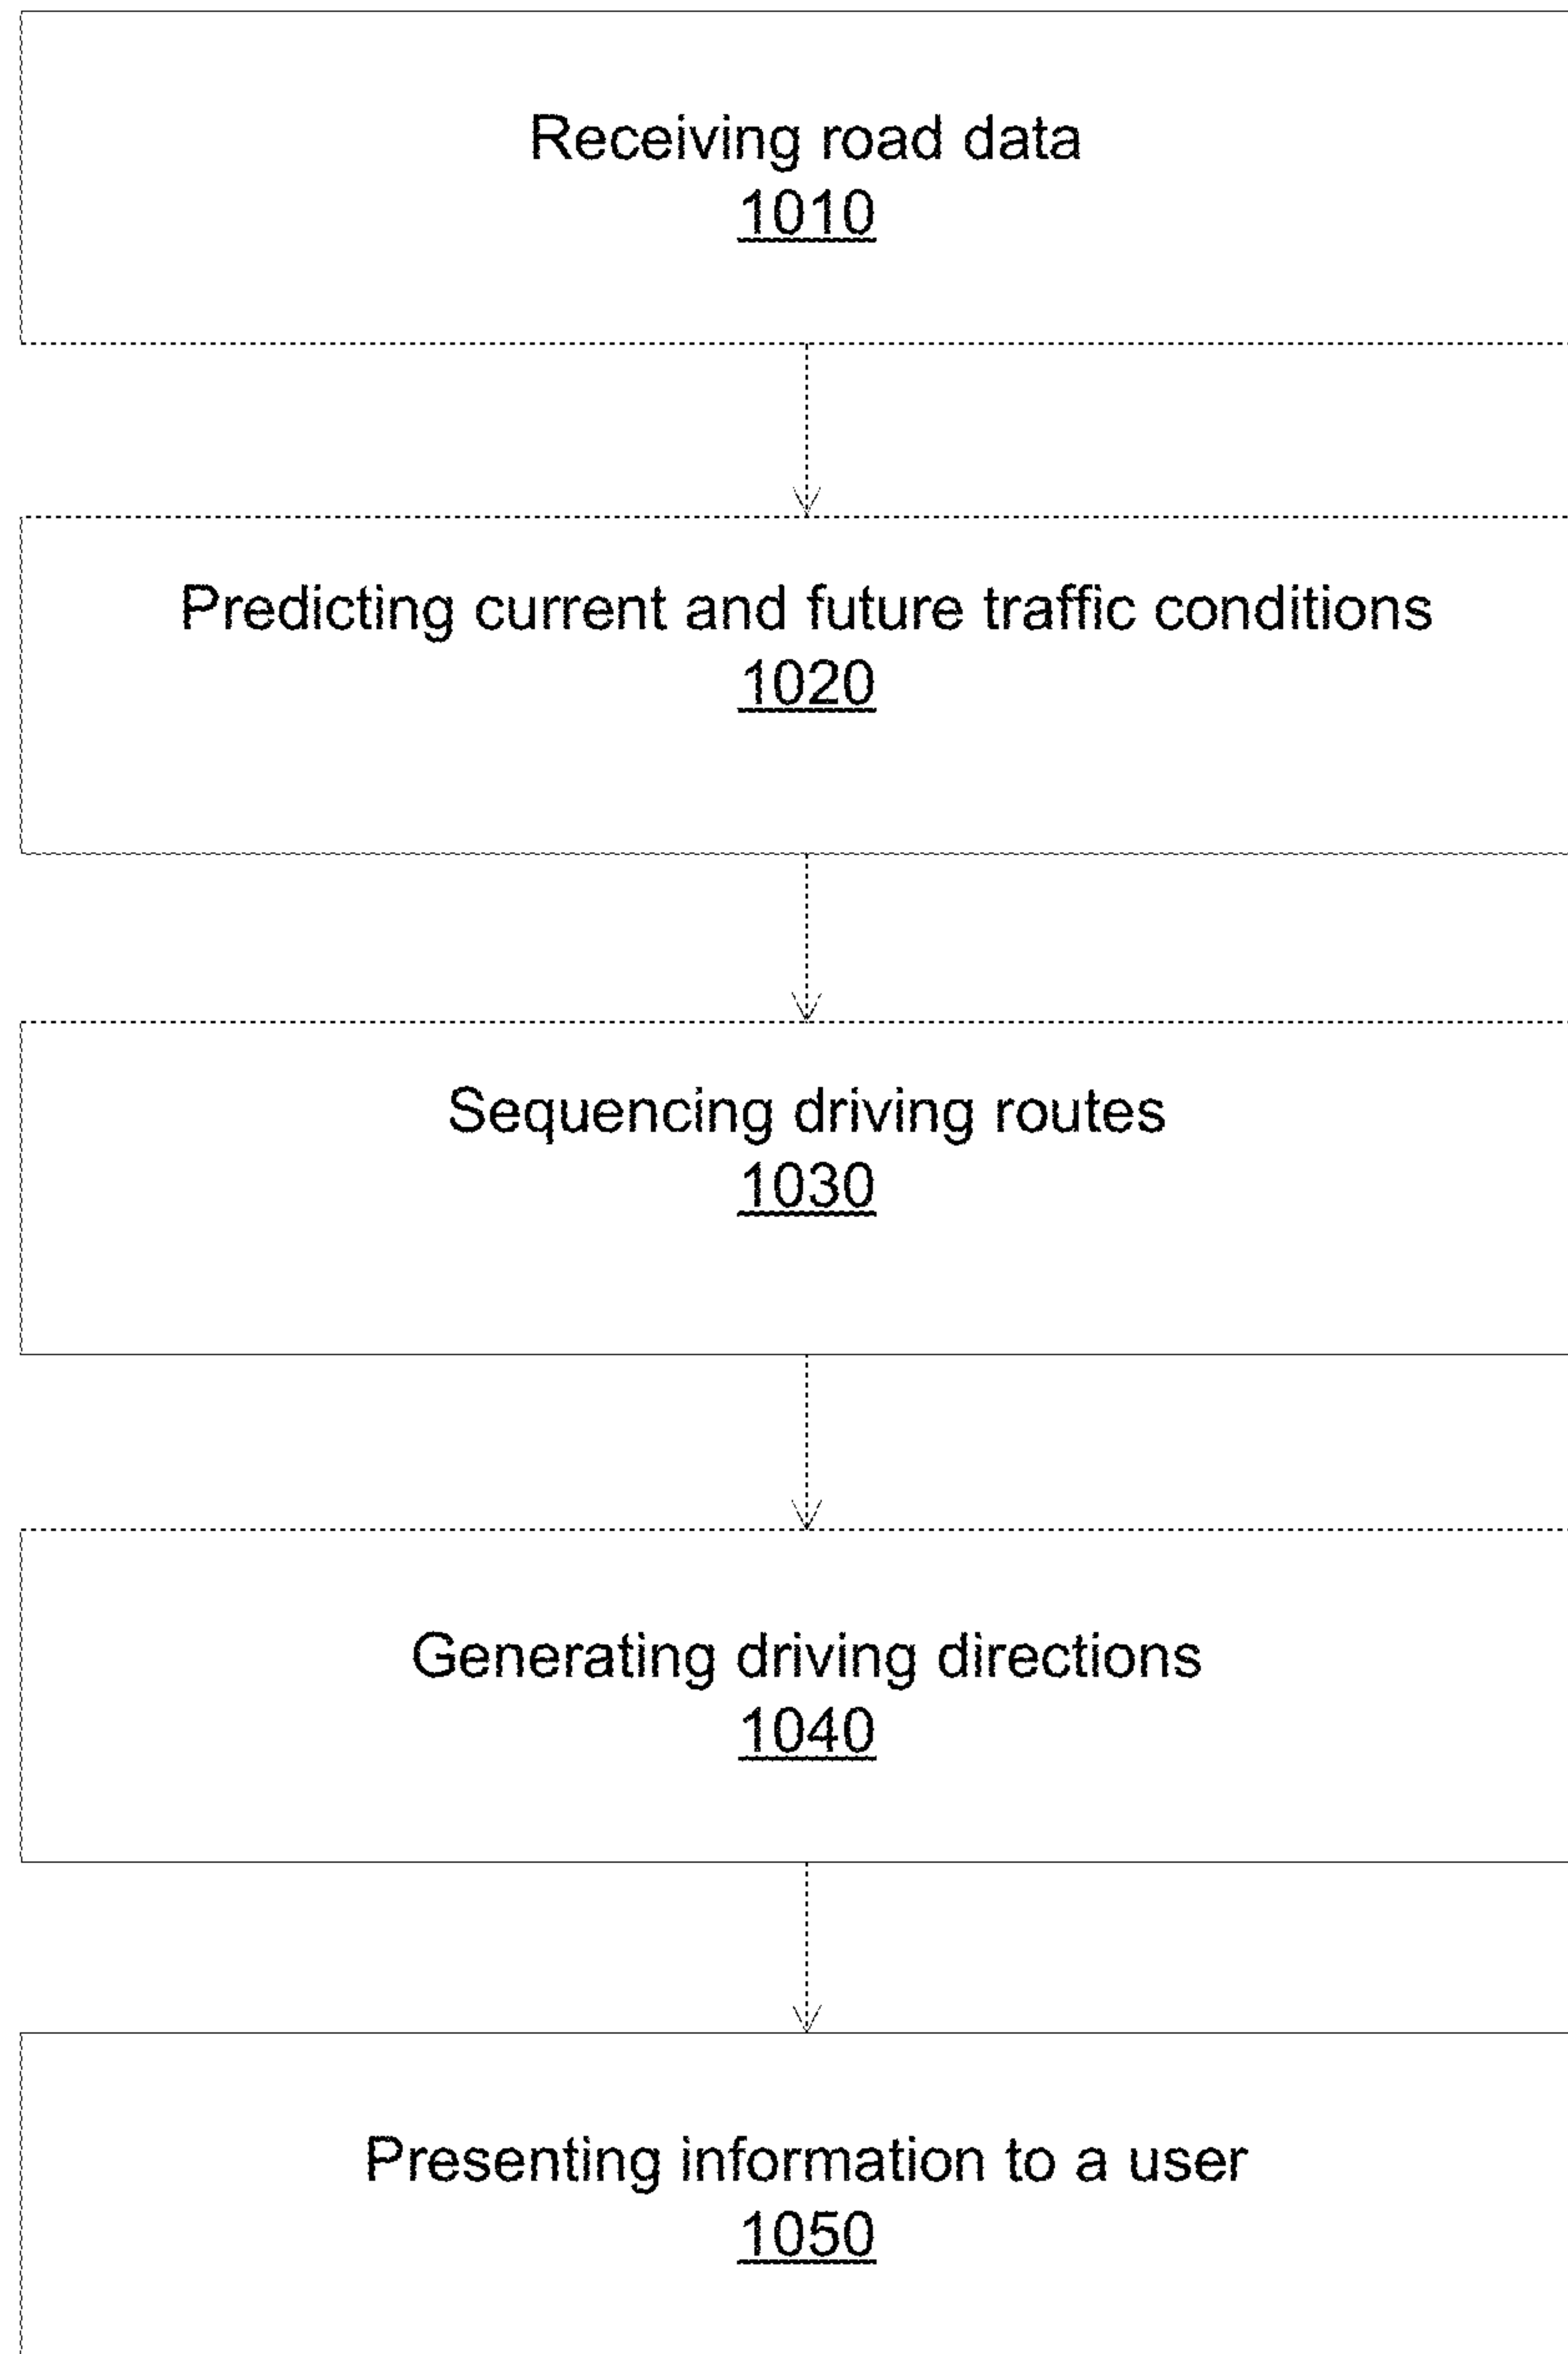 Receiving road data
1010
Predicting current and future traffic conditions
1020
Sequencing driving routes
1030
Generating driving directions
1040
Presenting information to a user
1050